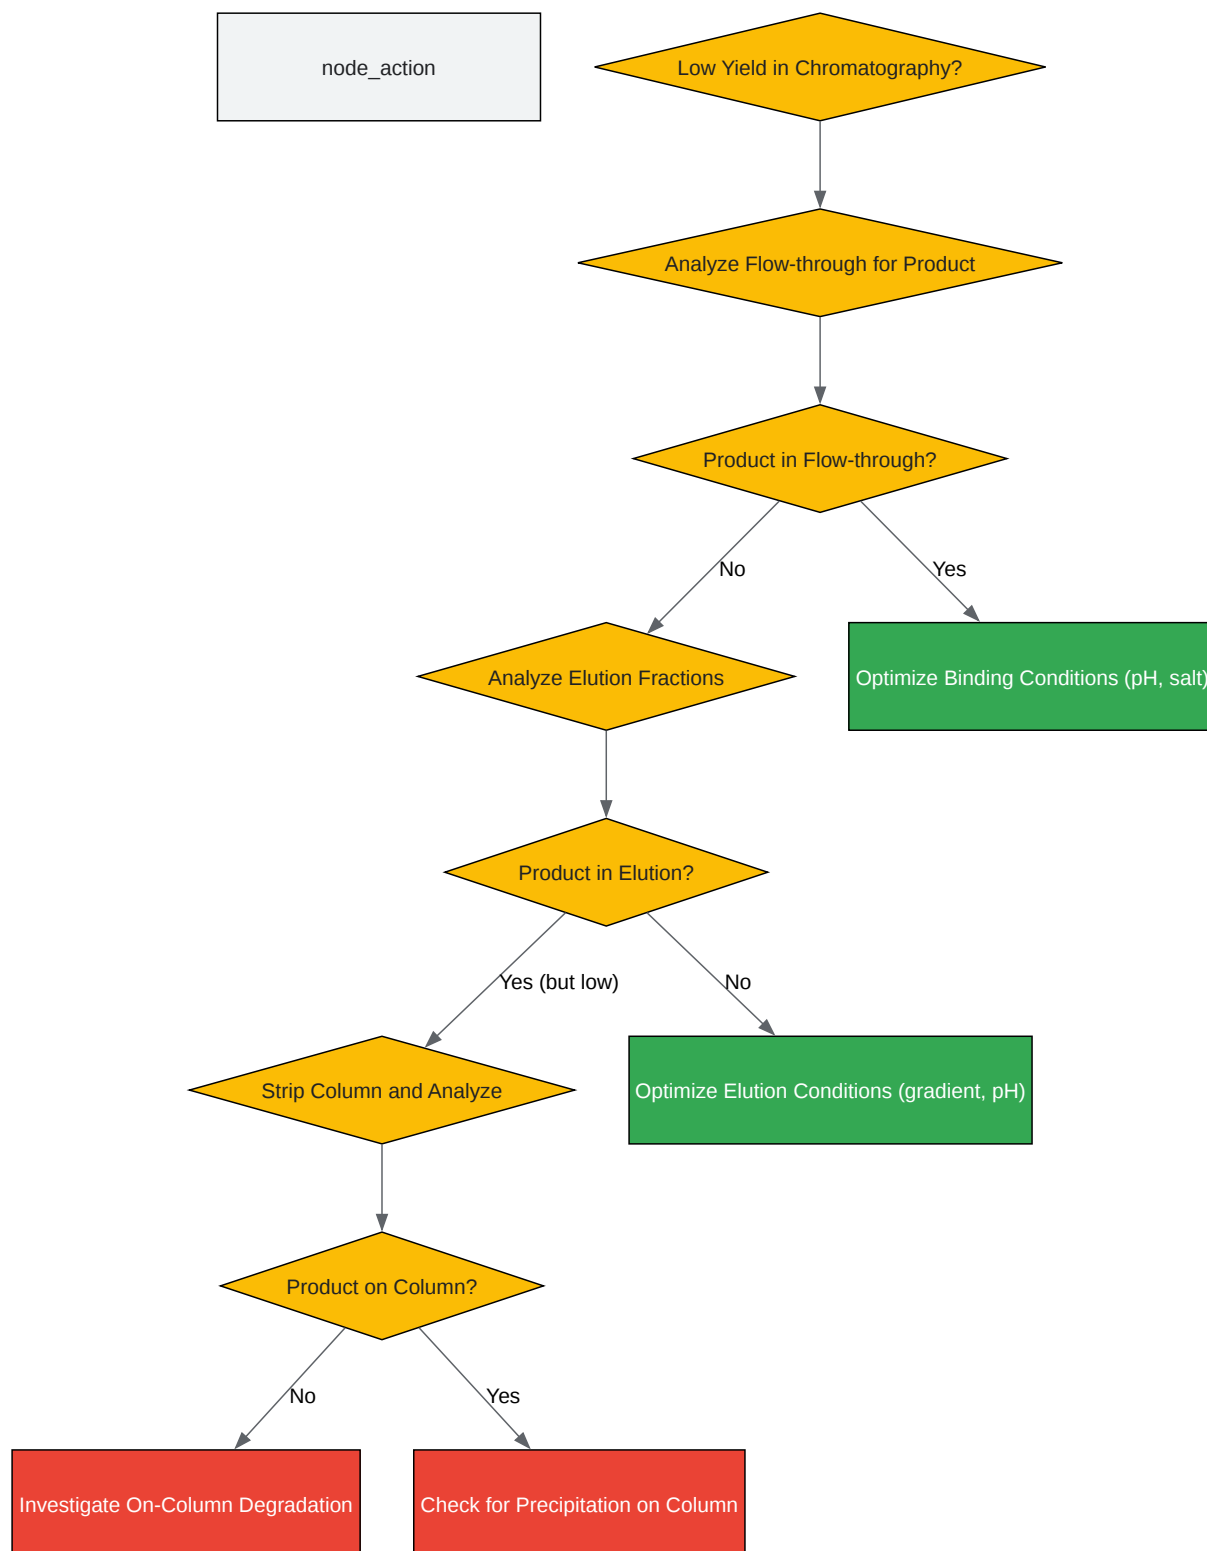 node_action
Low Yield in Chromatography?
Analyze Flow-through for Product
Product in Flow-through?
No
Yes
Analyze Elution Fractions
Optimize Binding Conditions (pH, salt)
Product in Elution?
Yes (but low)
No
Strip Column and Analyze
Optimize Elution Conditions (gradient, pH)
Product on Column?
No
Yes
Investigate On-Column Degradation
Check for Precipitation on Column